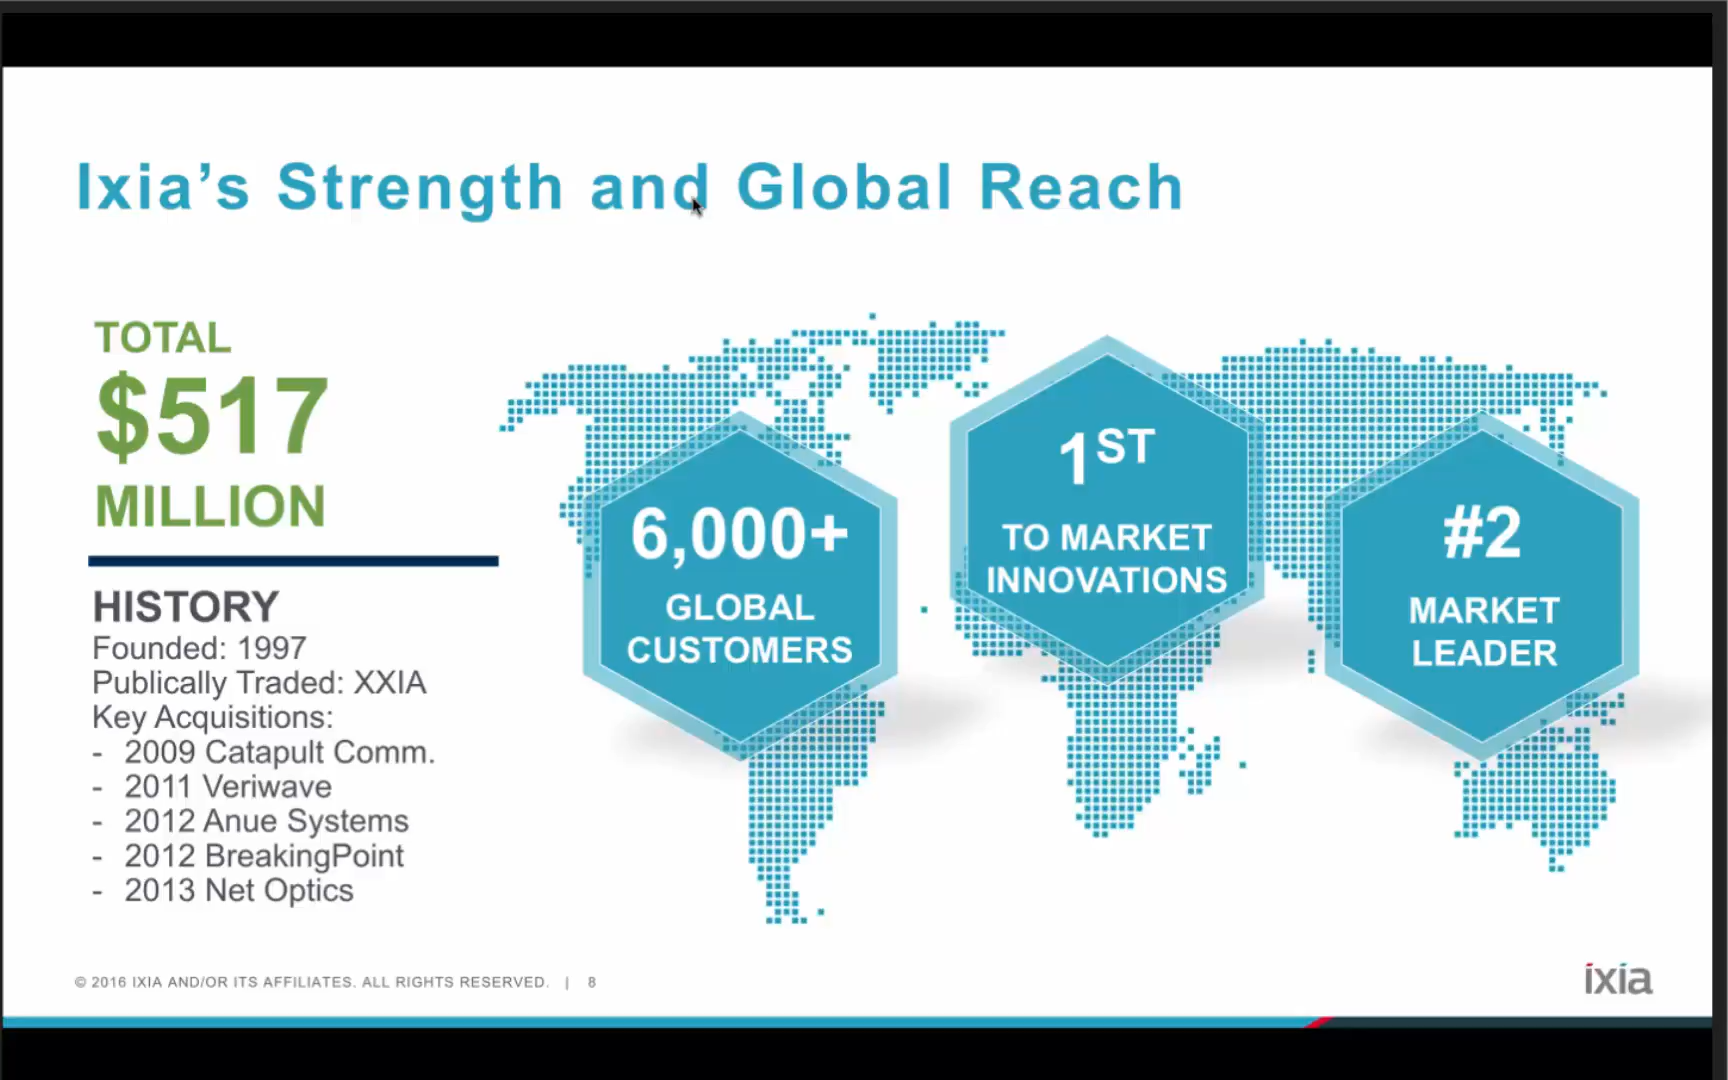 Ixia’s Strength and Global Reach
TOTAL
$517
MILLION
HISTORY
Founded: 1997
Publically Traded: XXIA
Key Acquisitions:
- 2009 Catapult Comm.
- 2011 Veriwave
- 2012 Anue Systems
- 2012 BreakingPoint
- 2013 Net Optics
6,000+
GLOBAL
CUSTOMERS
1ST
TO MARKET
INNOVATIONS
#2
MARKET
LEADER
© 2016 IXIA AND/OR ITS AFFILIATES. ALL RIGHTS RESERVED. | 8
ixia